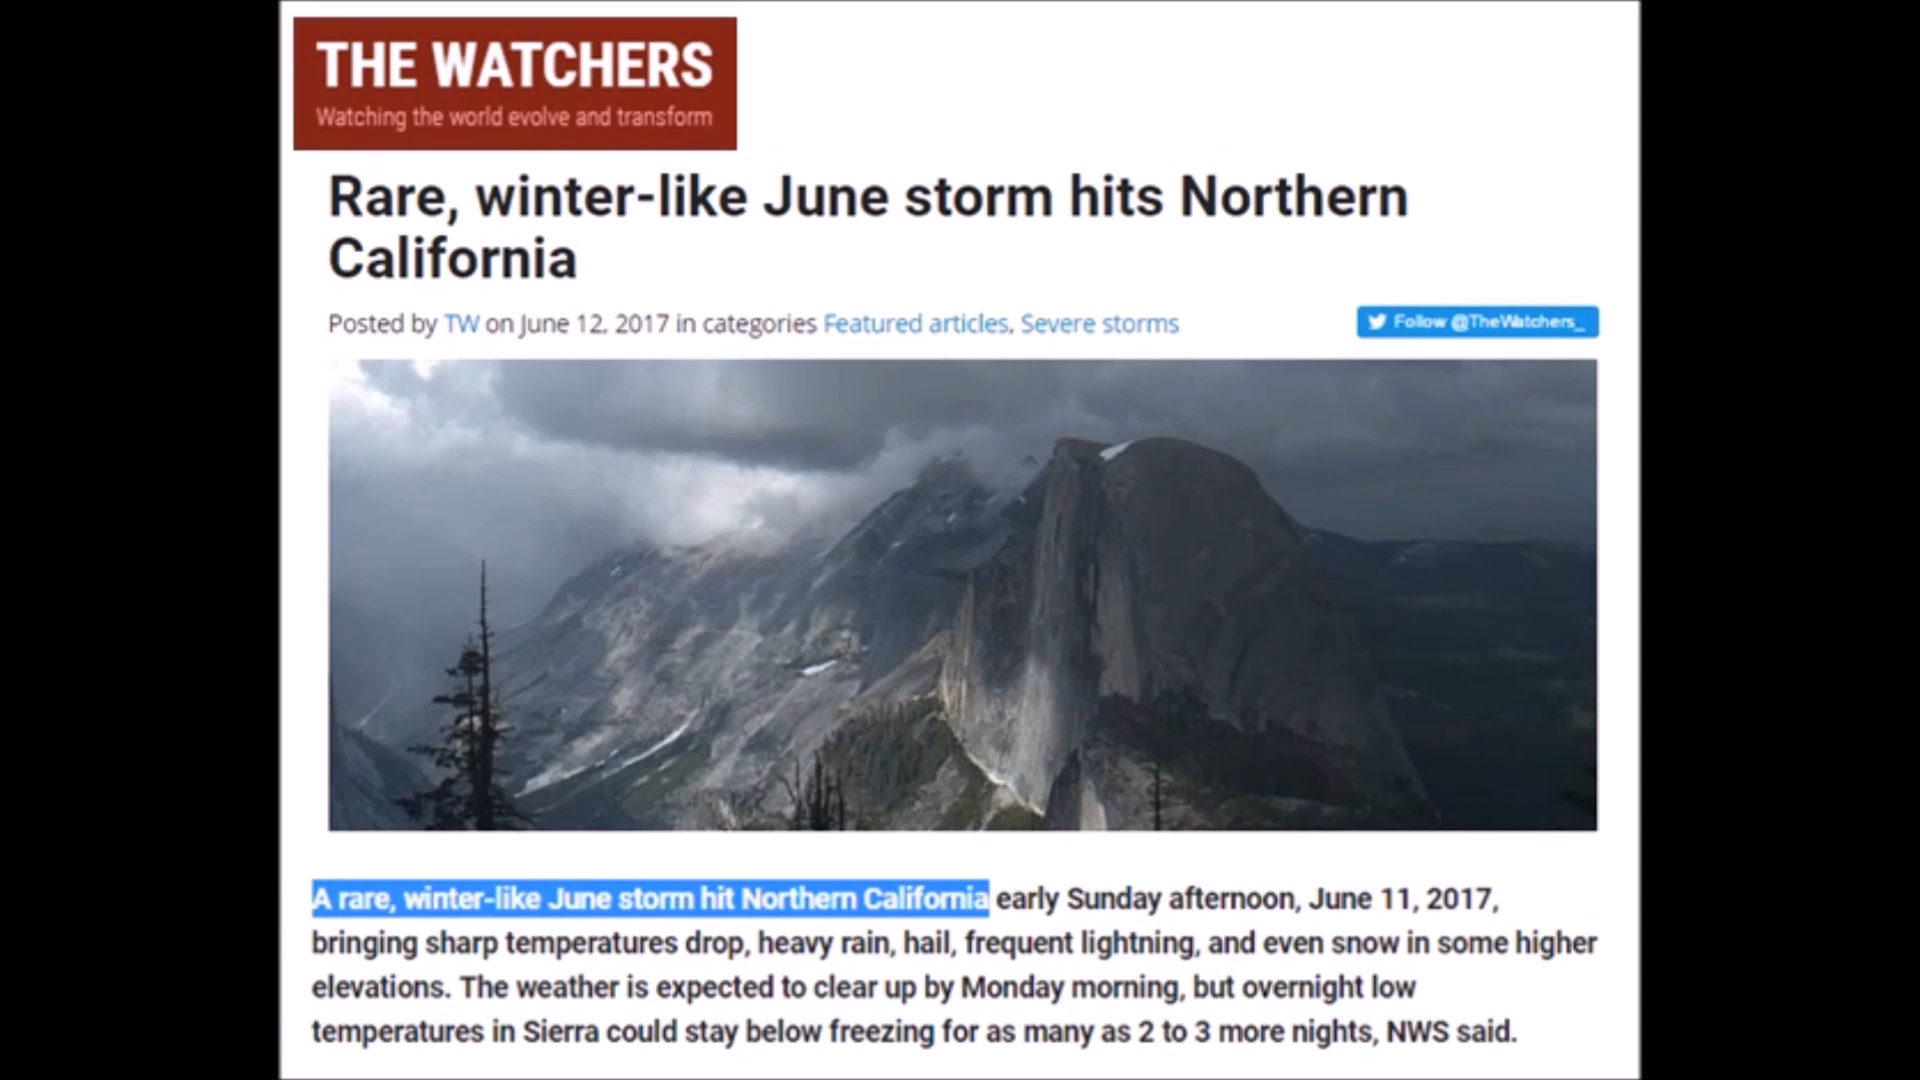 THE WATCHERS
Watching the world evolve and transform
Rare, winter-like June storm hits Northern
California
Posted by TW on June 12, 2017 in categories Featured articles, Severe storms
Follow @TheWatchers_
A rare, winter-like June storm hit Northern California early Sunday afternoon, June 11, 2017,
bringing sharp temperatures drop, heavy rain, hail, frequent lightning, and even snow in some higher
elevations. The weather is expected to clear up by Monday morning, but overnight low
temperatures in Sierra could stay below freezing for as many as 2 to 3 more nights, NWS said.